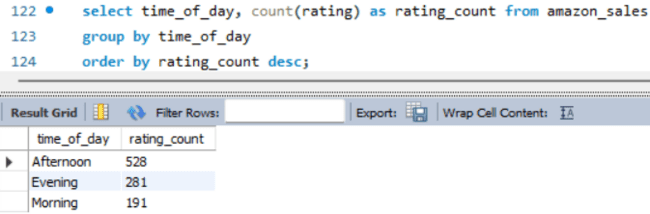 122 select time_of_day, count(rating) as rating_count from amazon_sales
123 group by time_of_day
124 order by rating_count desc;
Result Grid Filter Rows: Export: Wrap Cell Content: IA
time_of_day rating_count
Afternoon 528
Evening 281
Morning 191